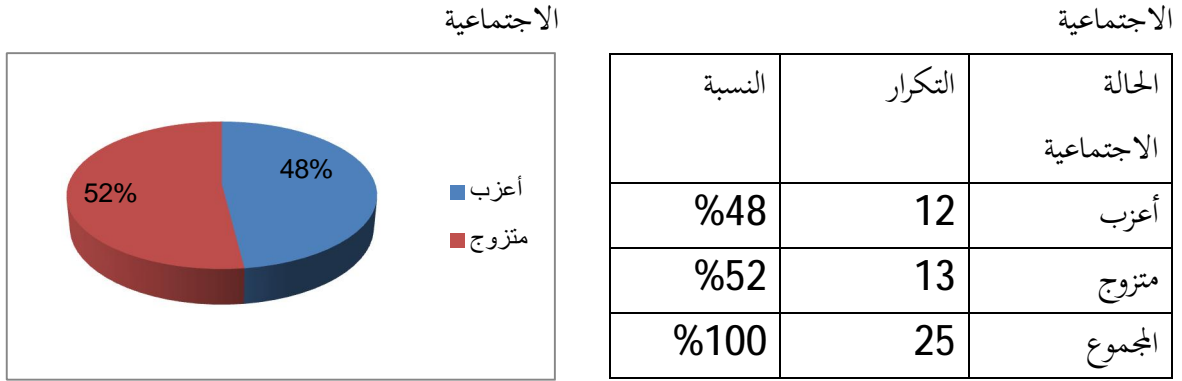 الاجتماعية
الحالة الاجتماعية	التكرار	النسبة
أعزب	12	%48
متزوج	13	%52
المجموع	25	%100
الاجتماعية
48%
52%
أعزب
متزوج